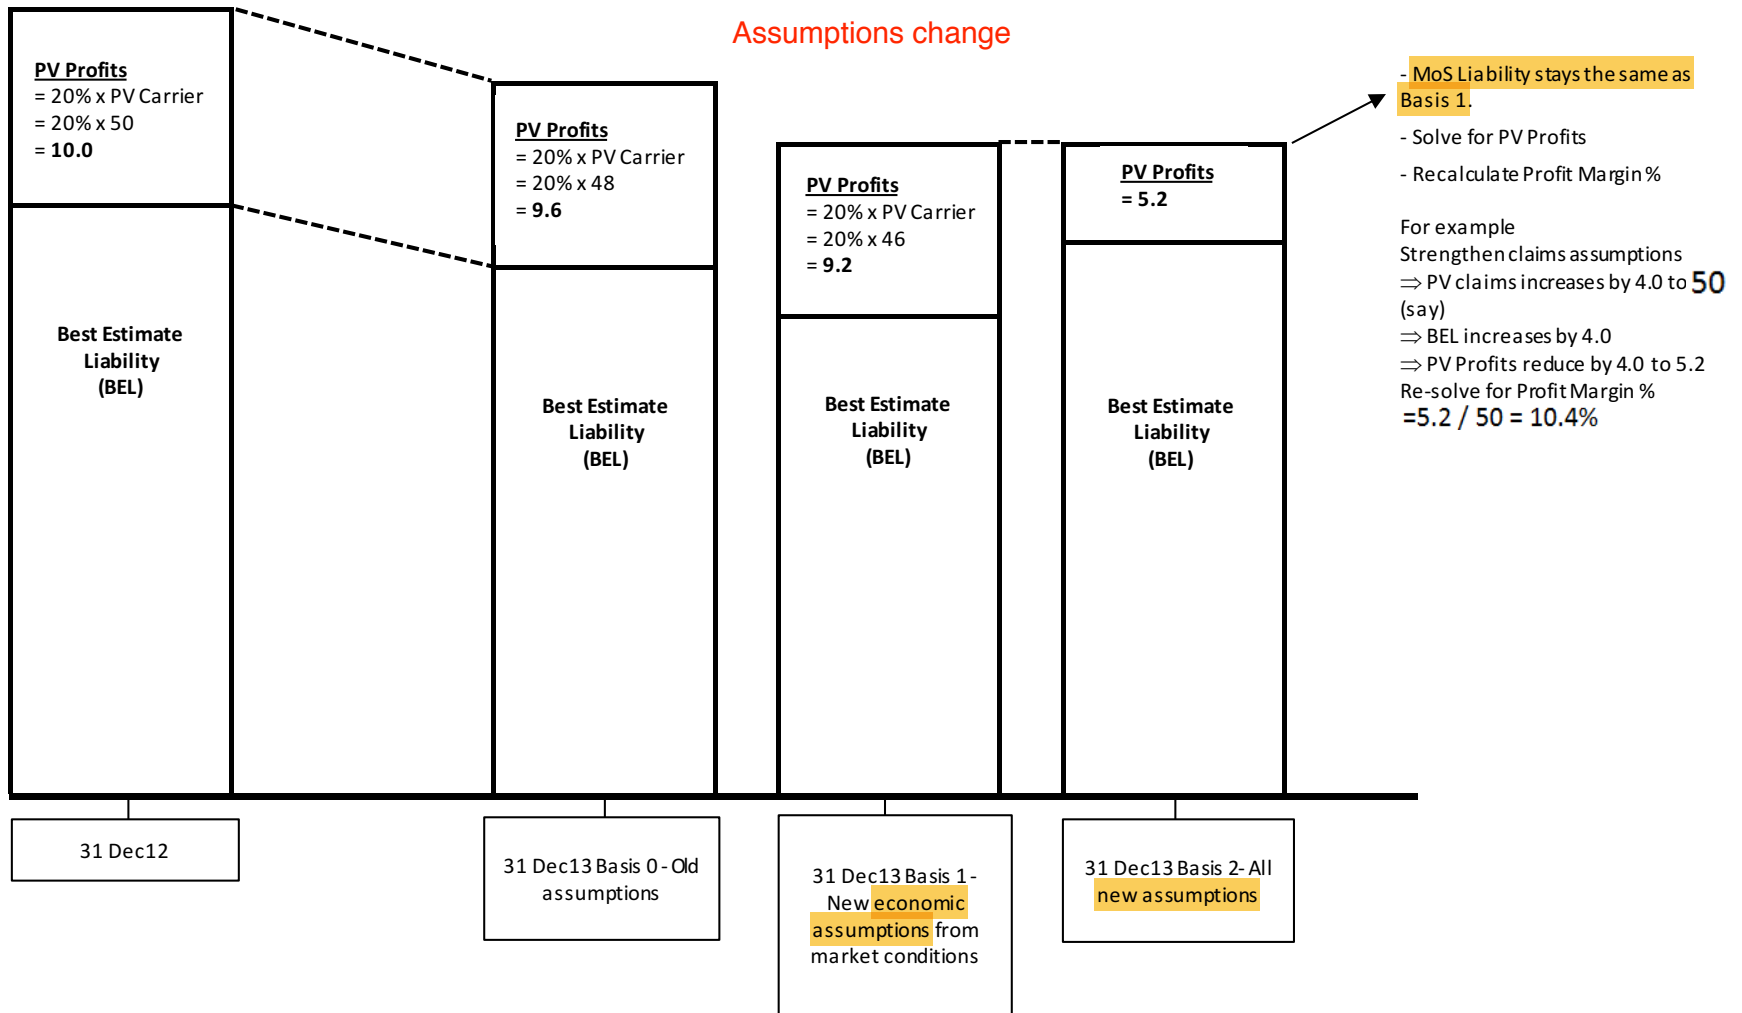 Assumptions change
PV Profits
= 20% x PV Carrier
= 20% x 50
= 10.0
Best Estimate
Liability
(BEL)
31 Dec12
PV Profits
= 20% x PV Carrier
= 20% x 48
= 9.6
Best Estimate
Liability
(BEL)
31 Dec13 Basis 0 - Old
assumptions
PV Profits
= 20% x PV Carrier
= 20% x 46
= 9.2
Best Estimate
Liability
(BEL)
31 Dec13 Basis 1 -
New economic
assumptions from
market conditions
PV Profits
= 5.2
Best Estimate
Liability
(BEL)
31 Dec13 Basis 2- All
new assumptions
- MoS Liability stays the same as
Basis 1.
- Solve for PV Profits
- Recalculate Profit Margin %
For example
Strengthen claims assumptions
⇒ PV claims increases by 4.0 to 50
(say)
⇒ BEL increases by 4.0
⇒ PV Profits reduce by 4.0 to 5.2
Re-solve for Profit Margin %
=5.2 / 50 = 10.4%